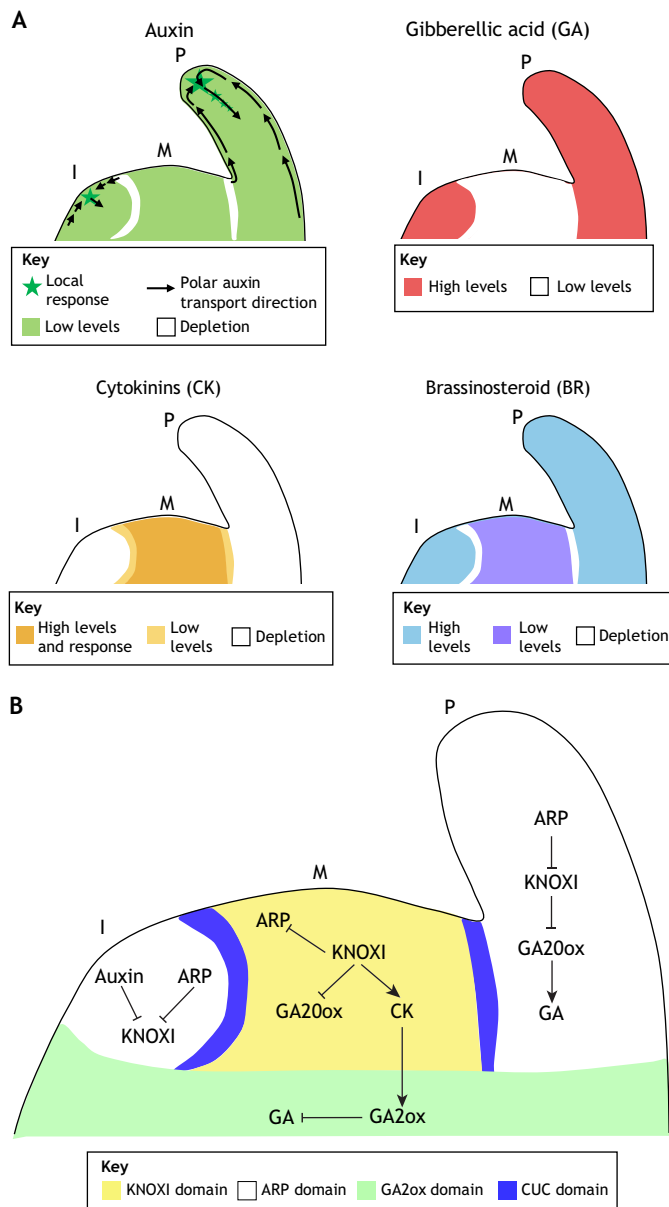 A
Auxin
P
M
I
Key
Local
response
Polar auxin
transport direction
Low levels
Depletion
Gibberellic acid (GA)
P
M
I
Key
High levels
Low levels
Cytokinins (CK)
P
M
I
Key
High levels
and response
Low
levels
Depletion
Brassinosteroid (BR)
P
M
I
Key
High
levels
Low
levels
Depletion
B
P
M
I
ARP
KNOXI
GA20ox
GA
ARP
KNOXI
GA20ox
CK
Auxin
ARP
KNOXI
GA
GA2ox
Key
KNOXI domain
ARP domain
GA2ox domain
CUC domain